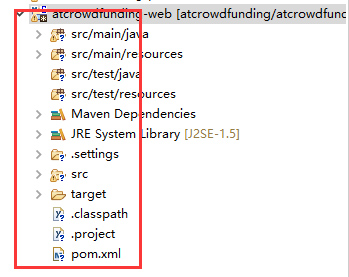 atcrowdfunding-web [atcrowdfunding/atcrowdfund
src/main/java
src/main/resources
src/test/java
src/test/resources
Maven Dependencies
JRE System Library [J2SE-1.5]
.settings
src
target
.classpath
.project
pom.xml